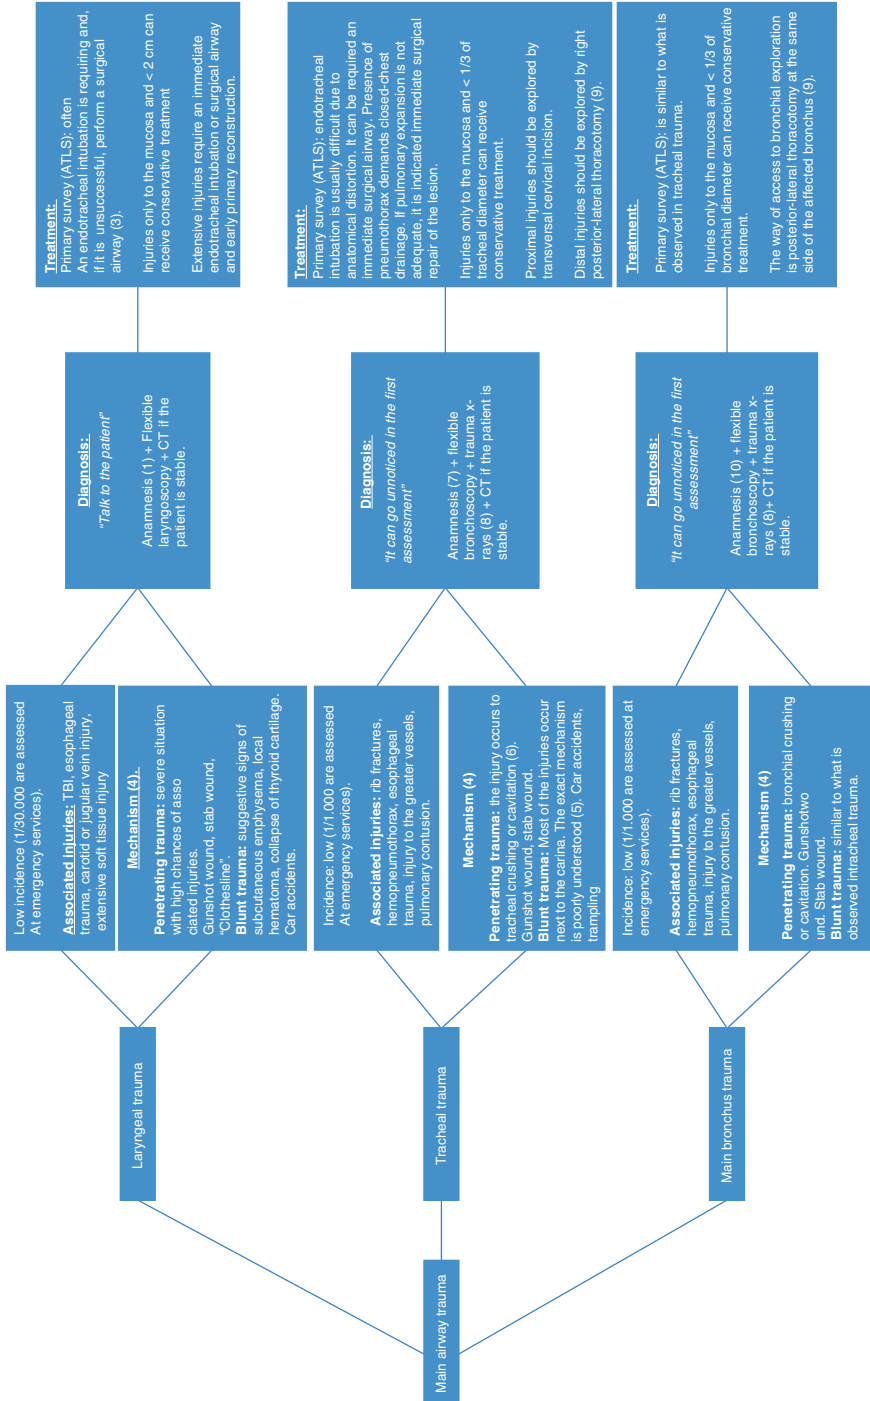 Main airway trauma
Laryngeal trauma
Low incidence (1/30.000 are assessed
At emergency services).
Associated injuries: TBI, esophageal
trauma, carotid or jugular vein injury,
extensive soft tissue injury
Mechanism (4).
Penetrating trauma: severe situation
with high chances of asso
ciated injuries.
Gunshot wound, stab wound,
“Clothesline”.
Blunt trauma: suggestive signs of
subcutaneous emphysema, local
hematoma, collapse of thyroid cartilage.
Car accidents.
Diagnosis:
“Talk to the patient”
Anamnesis (1) + Flexible
laryngoscopy + CT if the
patient is stable.
Treatment:
Primary survey (ATLS): often
An endotracheal intubation is requiring and,
if it is unsuccessful, perform a surgical
airway (3).
Injuries only to the mucosa and < 2 cm can
receive conservative treatment
Extensive injuries require an immediate
endotracheal intubation or surgical airway
and early primary reconstruction.
Tracheal trauma
Incidence: low (1/1.000 are assessed
At emergency services).
Associated injuries: rib fractures,
hemopneumothorax, esophageal
trauma, injury to the greater vessels,
pulmonary contusion.
Mechanism (4)
Penetrating trauma: the injury occurs to
tracheal crushing or cavitation (6).
Gunshot wound, stab wound.
Blunt trauma: Most of the injuries occur
next to the carina. The exact mechanism
is poorly understood (5). Car accidents,
trampling
Diagnosis:
“It can go unnoticed in the first
assessment”
Anamnesis (7) + flexible
bronchoscopy + trauma x-
rays (8) + CT if the patient is
stable.
Treatment:
Primary survey (ATLS): endotracheal
intubation is usually difficult due to
anatomical distortion. It can be required an
immediate surgical airway. Presence of
pneumothorax demands closed-chest
drainage. If pulmonary expansion is not
adequate, it is indicated immediate surgical
repair of the lesion.
Injuries only to the mucosa and < 1/3 of
tracheal diameter can receive
conservative treatment.
Proximal injuries should be explored by
transversal cervical incision.
Distal injuries should be explored by right
posterior-lateral thoracotomy (9).
Main bronchus trauma
Incidence: low (1/1,000 are assessed at
emergency services).
Associated injuries: rib fractures,
hemopneumothorax, esophageal
trauma, injury to the greater vessels,
pulmonary contusion.
Mechanism (4)
Penetrating trauma: bronchial crushing
or cavitation. Gunshotwo
und. Stab wound.
Blunt trauma: similar to what is
observed intracheal trauma.
Diagnosis:
“It can go unnoticed in the first
assessment”
Anamnesis (10) + flexible
bronchoscopy + trauma x-
rays (8)+ CT if the patient is
stable.
Treatment:
Primary survey (ATLS): is similar to what is
observed in tracheal trauma.
Injuries only to the mucosa and < 1/3 of
bronchial diameter can receive conservative
treatment.
The way of access to bronchial exploration
is posterior-lateral thoracotomy at the same
side of the affected bronchus (9).